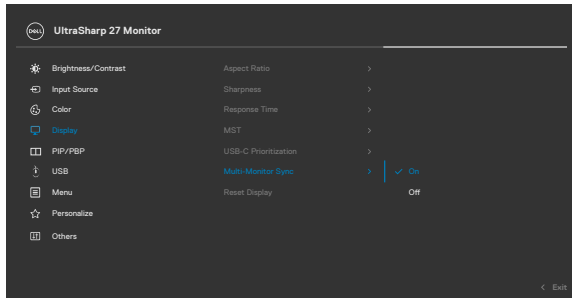 DELL UltraSharp 27 Monitor
Brightness/Contrast
Input Source
Color
Display
PIP/PBP
USB
Menu
Personalize
Others
Aspect Ratio
Sharpness
Response Time
MST
USB-C Prioritization
Multi-Monitor Sync
Reset Display
On
Off
Exit